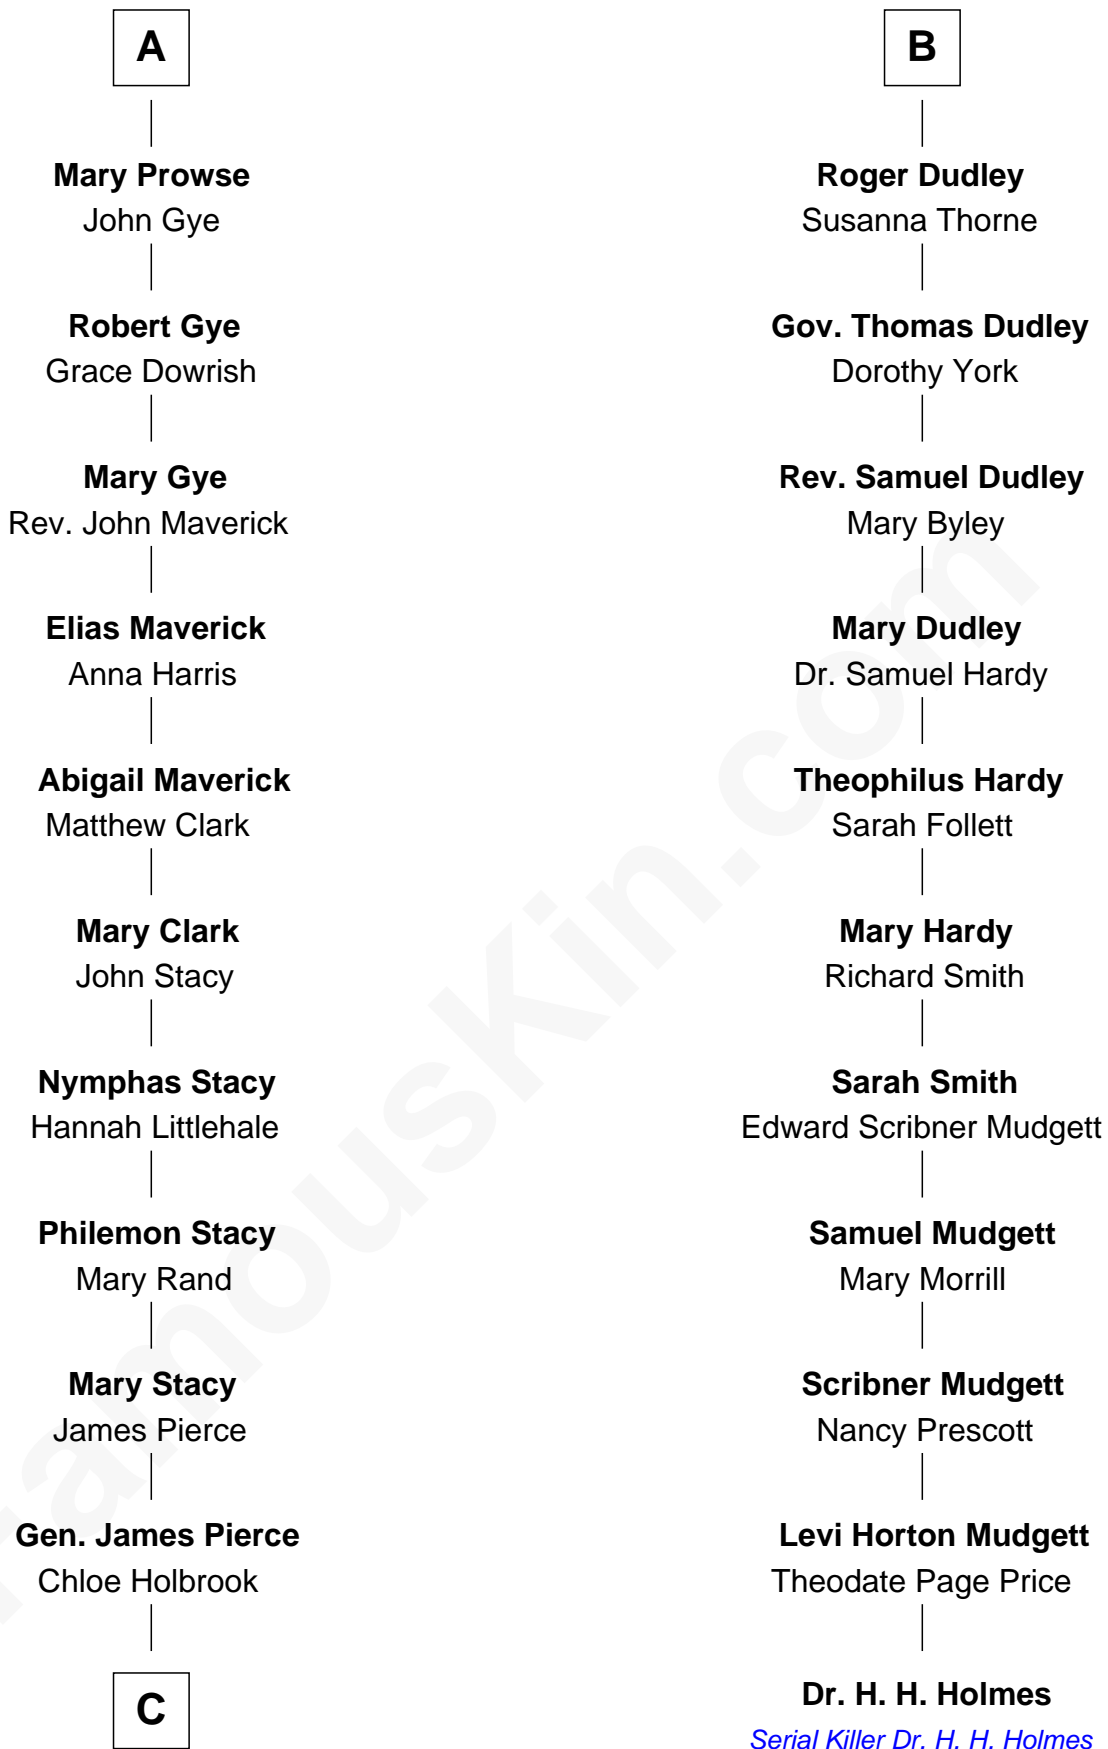 A
Mary Prowse
John Gye
Robert Gye
Grace Dowrish
Mary Gye
Rev. John Maverick
Elias Maverick
Anna Harris
Abigail Maverick
Matthew Clark
Mary Clark
John Stacy
Nymphas Stacy
Hannah Littlehale
Philemon Stacy
Mary Rand
Mary Stacy
James Pierce
Gen. James Pierce
Chloe Holbrook
C
B
Roger Dudley
Susanna Thorne
Gov. Thomas Dudley
Dorothy York
Rev. Samuel Dudley
Mary Byley
Mary Dudley
Dr. Samuel Hardy
Theophilus Hardy
Sarah Follett
Mary Hardy
Richard Smith
Sarah Smith
Edward Scribner Mudgett
Samuel Mudgett
Mary Morrill
Scribner Mudgett
Nancy Prescott
Levi Horton Mudgett
Theodate Page Price
Dr. H. H. Holmes
Serial Killer Dr. H. H. Holmes
FamousKin.com